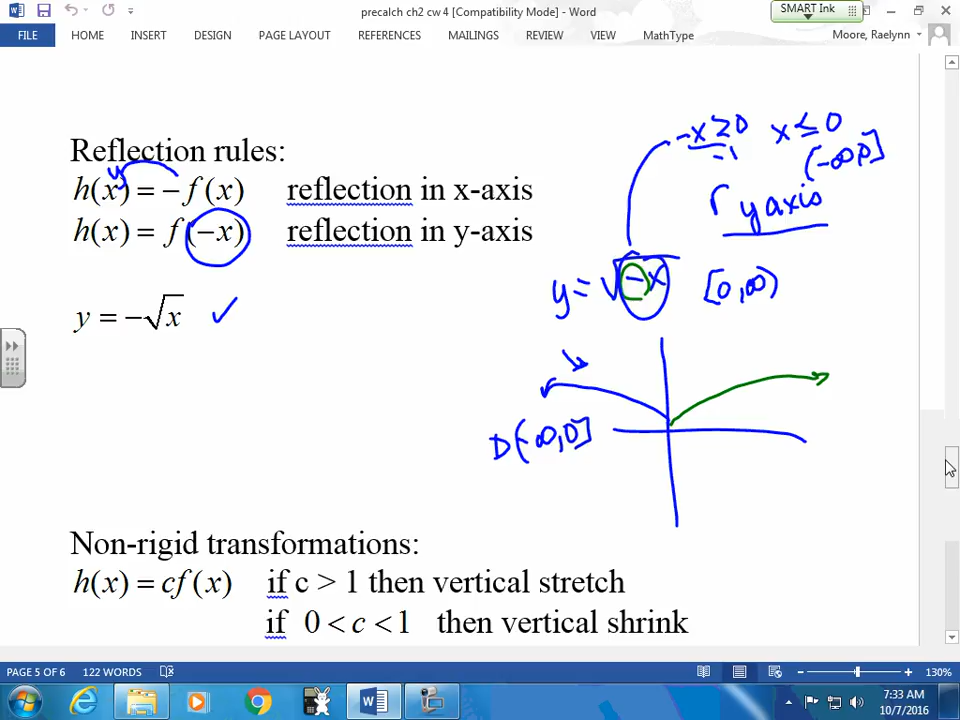 precalch ch2 cw 4 [Compatibility Mode] - Word
SMART Ink
FILE HOME INSERT DESIGN PAGE LAYOUT REFERENCES MAILINGS REVIEW VIEW MathType Moore, Raelynn
-x ≥ 0 x ≤ 0
-1 (-∞, 0]
Reflection rules:
h(x) = −f(x) reflection in x-axis
r y axis
h(x) = f(−x) reflection in y-axis
y = √-x [0, ∞)
y = −√x ✓
D(-∞, 0]
Non-rigid transformations:
h(x) = cf(x) if c > 1 then vertical stretch
if 0 < c < 1 then vertical shrink
PAGE 5 OF 6 122 WORDS 130%
7:33 AM
10/7/2016